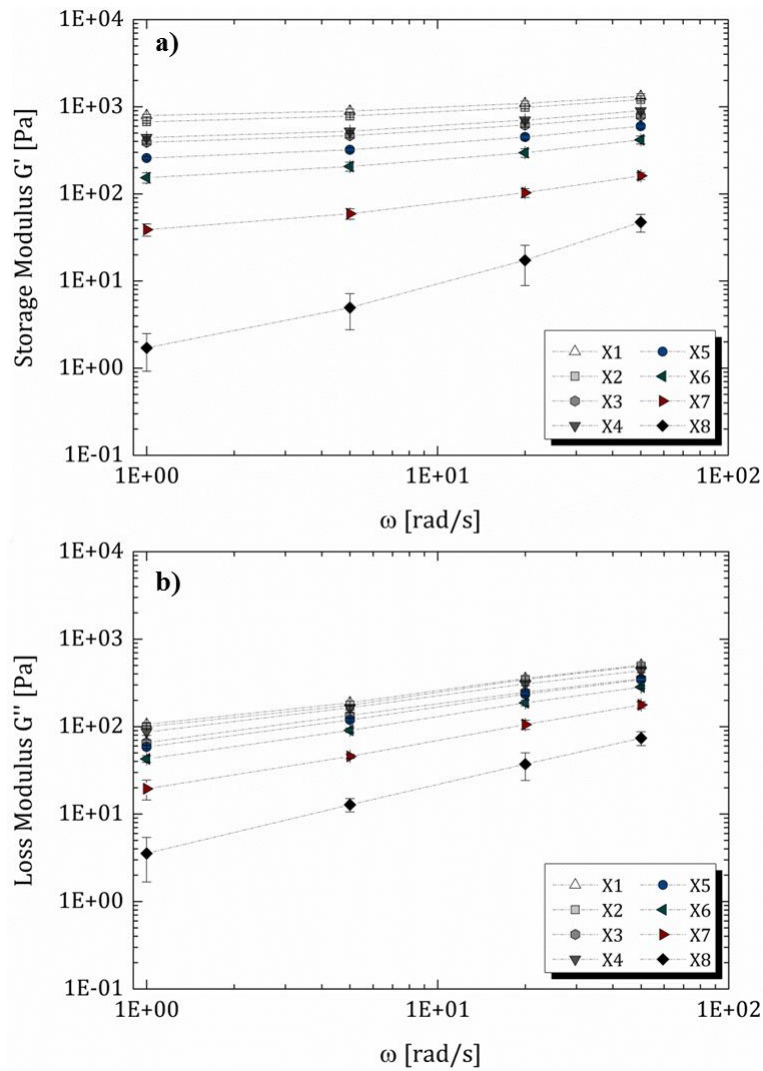 a)
1E+04
1E+03
1E+02
1E+01
1E+00
1E-01
Storage Modulus G' [Pa]
X1 X5
X2 X6
X3 X7
X4 X8
1E+00 1E+01 1E+02
ω [rad/s]
b)
1E+04
1E+03
1E+02
1E+01
1E+00
1E-01
Loss Modulus G" [Pa]
X1 X5
X2 X6
X3 X7
X4 X8
1E+00 1E+01 1E+02
ω [rad/s]